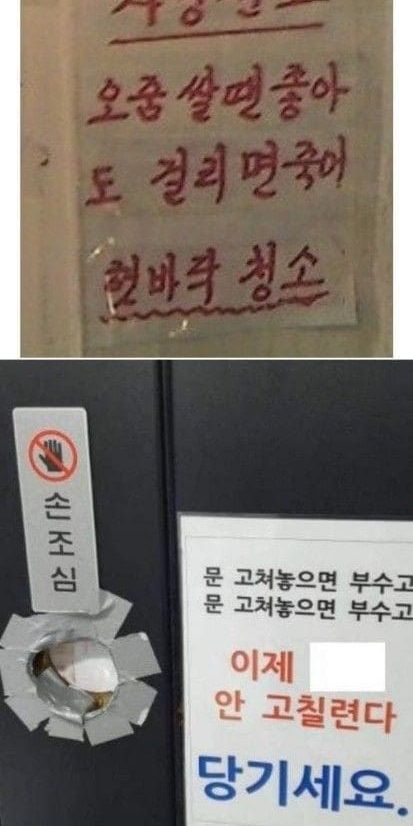 오줌 쌀땐 좋아
도 걸리면 죽어
혓바닥 청소
손조심
문 고쳐놓으면 부수고
문 고쳐놓으면 부수고
이제
안 고칠련다
당기세요.